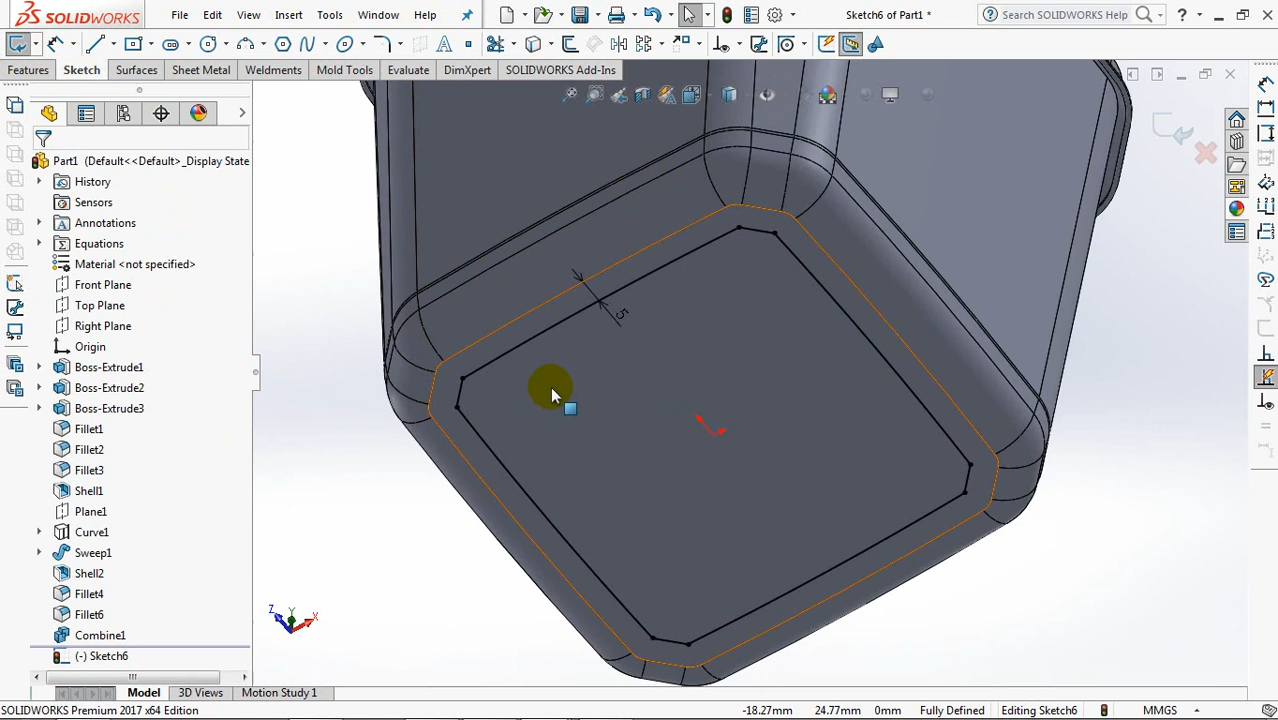 SOLIDWORKS File Edit View Insert Tools Window Help Sketch6 of Part1 * Search SOLIDWORKS Help
Features Sketch Surfaces Sheet Metal Weldments Mold Tools Evaluate DimXpert SOLIDWORKS Add-Ins
Part1 (Default<<Default>_Display State
History
Sensors
Annotations
Equations
Material <not specified>
Front Plane
Top Plane
Right Plane
Origin
Boss-Extrude1
Boss-Extrude2
Boss-Extrude3
Fillet1
Fillet2
Fillet3
Shell1
Plane1
Curve1
Sweep1
Shell2
Fillet4
Fillet6
Combine1
(-) Sketch6
5
Z Y X
Model 3D Views Motion Study 1
SOLIDWORKS Premium 2017 x64 Edition -18.27mm 24.77mm 0mm Fully Defined Editing Sketch6 MMGS